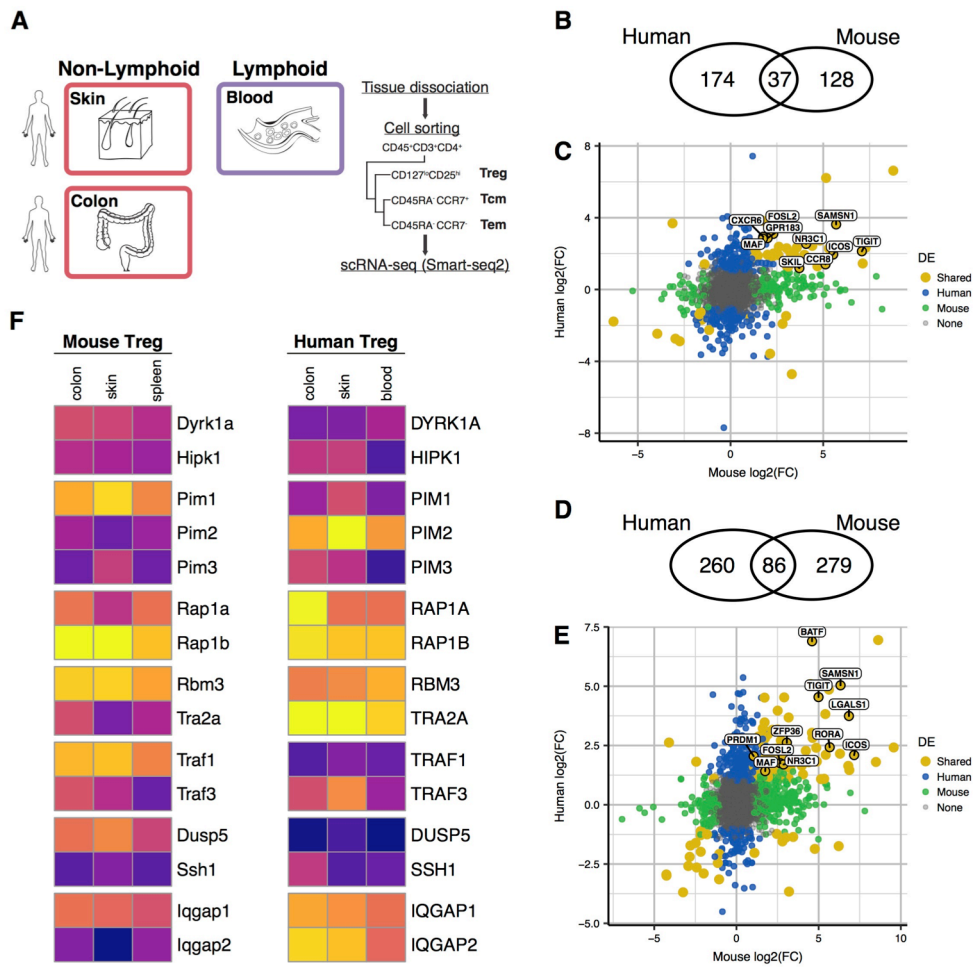 A
Non-Lymphoid
Lymphoid
Skin
Blood
Colon
Tissue dissociation
Cell sorting
CD45⁺CD3⁺CD4⁺
CD127ˡᵒCD25ʰⁱ Treg
CD45RA⁻CCR7⁺ Tcm
CD45RA⁻CCR7⁻ Tem
scRNA-seq (Smart-seq2)
B
Human
Mouse
174 37 128
C
8
4
0
-4
-8
Human log2(FC)
-5 0 5
Mouse log2(FC)
CXCR6
FOSL2
SAMSN1
GPR183
MAF
NR3C1
ICOS
TIGIT
SKIL
CCR8
DE
Shared
Human
Mouse
None
D
Human
Mouse
260 86 279
E
7.5
5.0
2.5
0.0
-2.5
-5.0
Human log2(FC)
-5 0 5 10
Mouse log2(FC)
BATF
SAMSN1
TIGIT
LGALS1
ZFP36
PRDM1
RORA
FOSL2
ICOS
MAF
NR3C1
DE
Shared
Human
Mouse
None
F
Mouse Treg
Human Treg
colon skin spleen
colon skin blood
Dyrk1a DYRK1A
Hipk1 HIPK1
Pim1 PIM1
Pim2 PIM2
Pim3 PIM3
Rap1a RAP1A
Rap1b RAP1B
Rbm3 RBM3
Tra2a TRA2A
Traf1 TRAF1
Traf3 TRAF3
Dusp5 DUSP5
Ssh1 SSH1
Iqgap1 IQGAP1
Iqgap2 IQGAP2